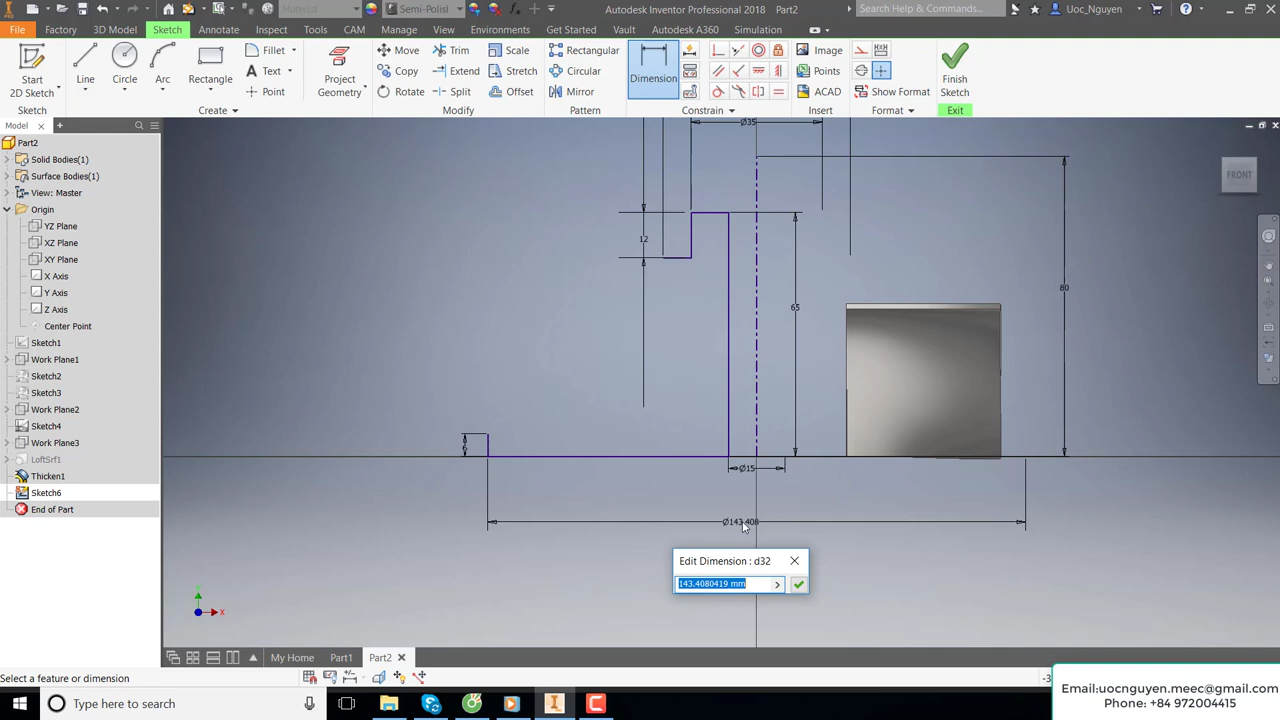 Autodesk Inventor Professional 2018 Part2
Material
Semi-Polish
Search Help & Commands...
Uoc_Nguyen
File Factory 3D Model Sketch Annotate Inspect Tools CAM Manage View Environments Get Started Vault Autodesk A360 Simulation
Start
2D Sketch
Sketch
Line
Circle
Arc
Rectangle
Fillet
Text
Point
Create
Project
Geometry
Move
Copy
Rotate
Trim
Extend
Split
Scale
Stretch
Offset
Modify
Rectangular
Circular
Mirror
Pattern
Dimension
Constrain
Image
Points
ACAD
Insert
Show Format
Format
Finish
Sketch
Exit
Model
Part2
Solid Bodies(1)
Surface Bodies(1)
View: Master
Origin
YZ Plane
XZ Plane
XY Plane
X Axis
Y Axis
Z Axis
Center Point
Sketch1
Work Plane1
Sketch2
Sketch3
Work Plane2
Sketch4
Work Plane3
LoftSrf1
Thicken1
Sketch6
End of Part
FRONT
Ø35
12
65
80
6
Ø15
Ø143.408
Edit Dimension : d32
143.4080419 mm
Y
X
My Home Part1 Part2
Select a feature or dimension
Type here to search
Email:uocnguyen.meec@gmail.com
Phone: +84 972004415